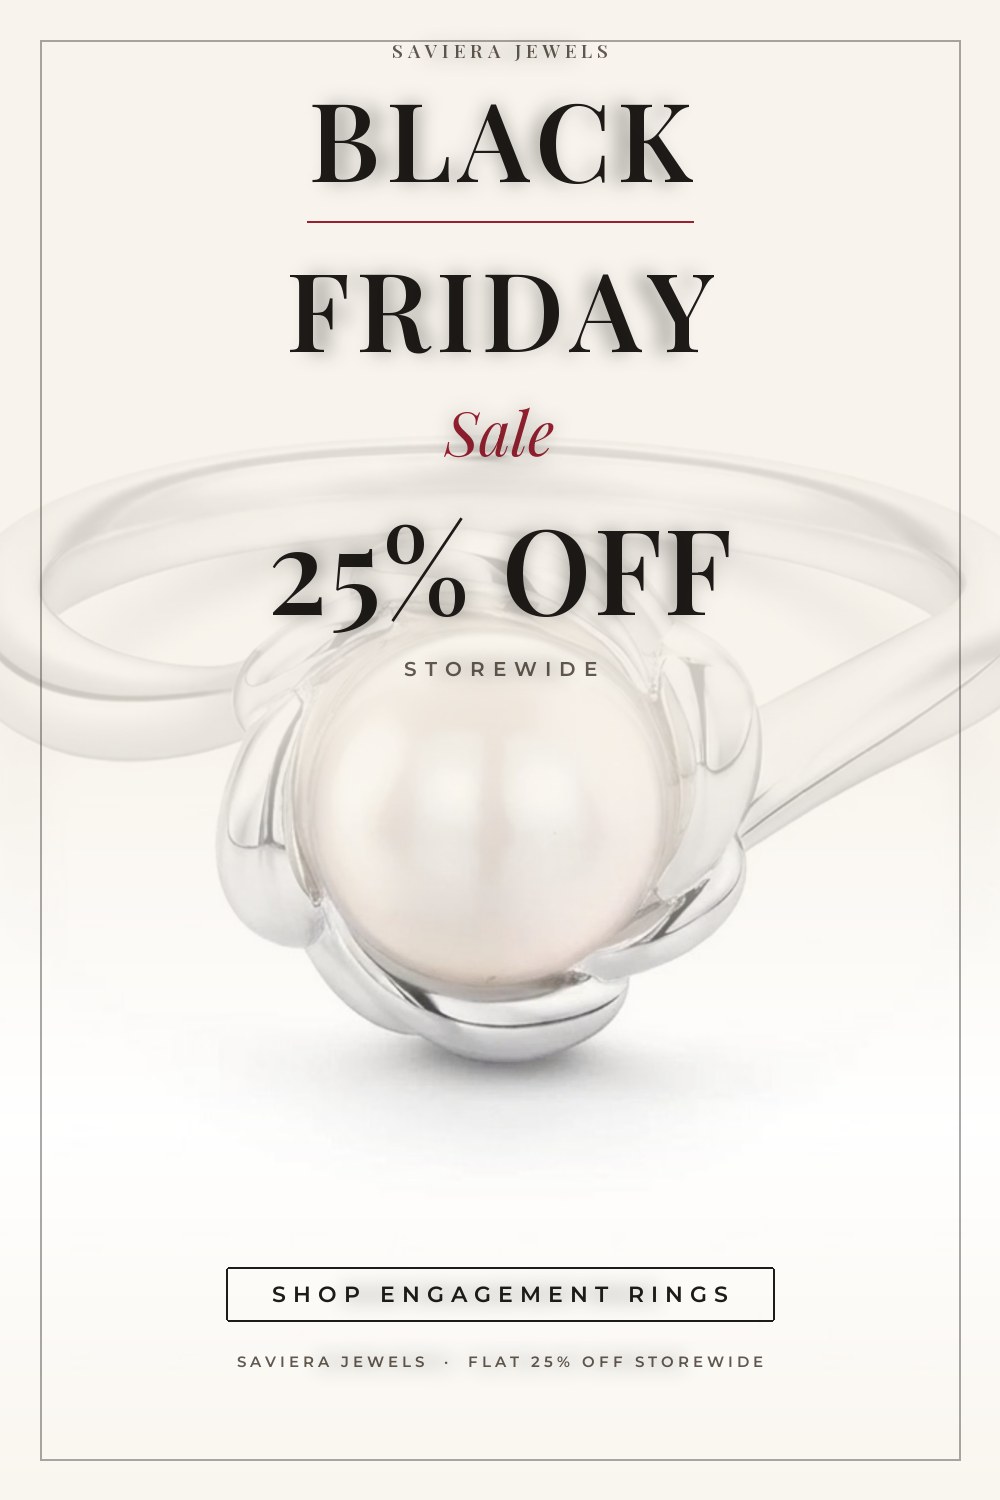 SAVIERA JEWELS
BLACK
FRIDAY
Sale
25% OFF
STOREWIDE
SHOP ENGAGEMENT RINGS
SAVIERA JEWELS · FLAT 25% OFF STOREWIDE